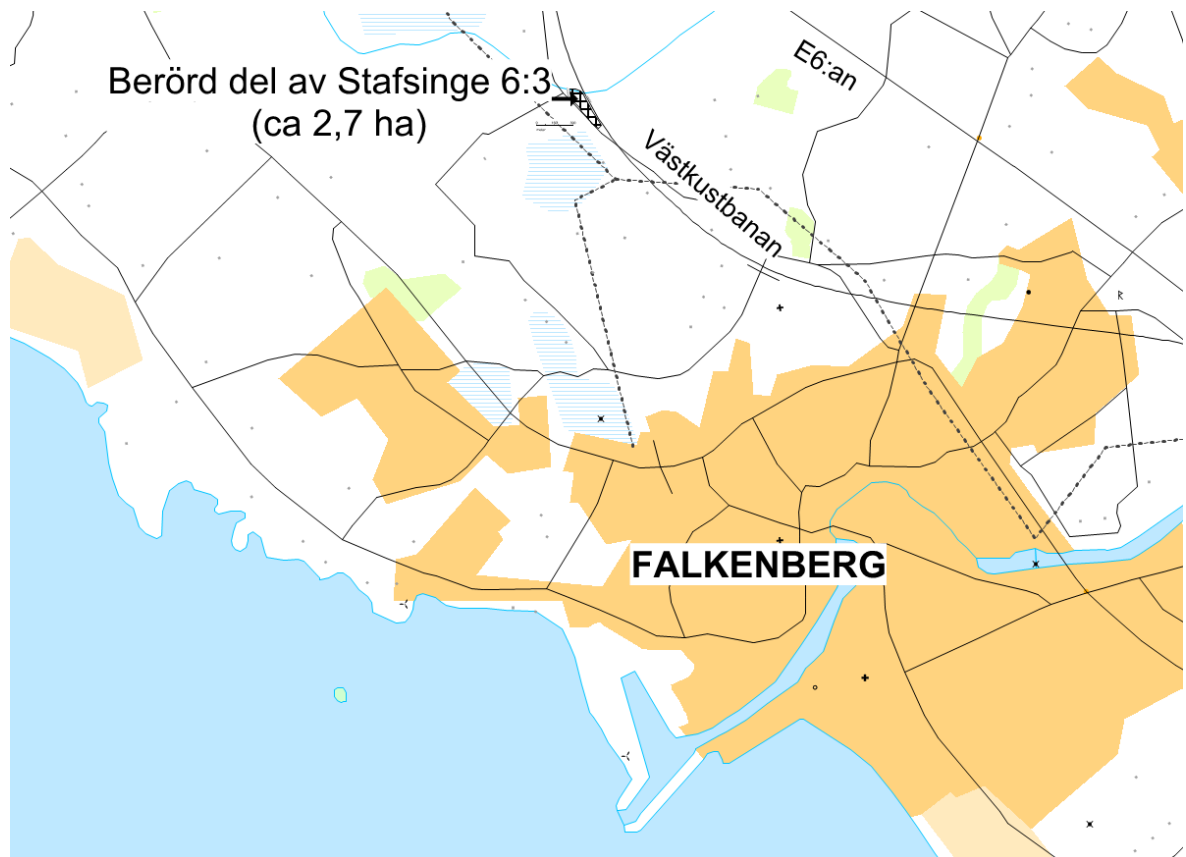 E6:an
Berörd del av Stafsinge 6:3
(ca 2,7 ha)
Västkustbanan
R
FALKENBERG